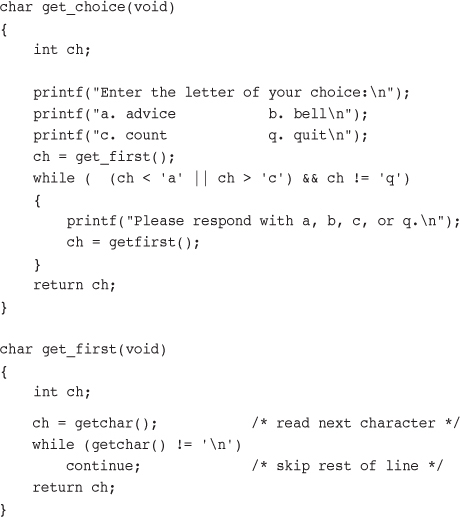 char get_choice(void)
{
    int ch;

    printf("Enter the letter of your choice:\n");
    printf("a. advice           b. bell\n");
    printf("c. count            q. quit\n");
    ch = get_first();
    while (  (ch < 'a' || ch > 'c') && ch != 'q')
    {
        printf("Please respond with a, b, c, or q.\n");
        ch = getfirst();
    }
    return ch;
}

char get_first(void)
{
    int ch;

    ch = getchar();           /* read next character */
    while (getchar() != '\n')
        continue;             /* skip rest of line */
    return ch;
}